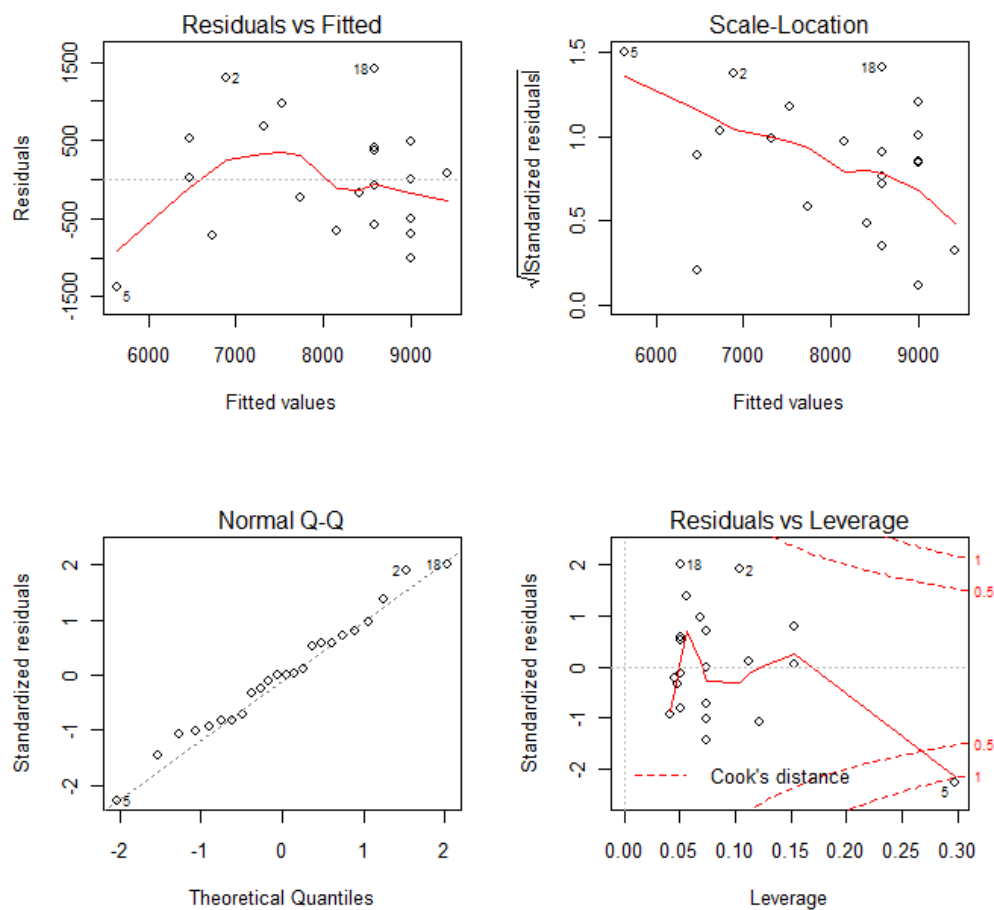 Residuals vs Fitted
Residuals
1500
500
-500
-1500
2
18
5
6000 7000 8000 9000
Fitted values
Scale-Location
√|Standardized residuals|
1.5
1.0
0.5
0.0
5
2
18
6000 7000 8000 9000
Fitted values
Normal Q-Q
Standardized residuals
2
1
0
-1
-2
2
18
5
-2 -1 0 1 2
Theoretical Quantiles
Residuals vs Leverage
Standardized residuals
2
1
0
-1
-2
18
2
1
0.5
0.5
1
Cook's distance
5
0.00 0.05 0.10 0.15 0.20 0.25 0.30
Leverage